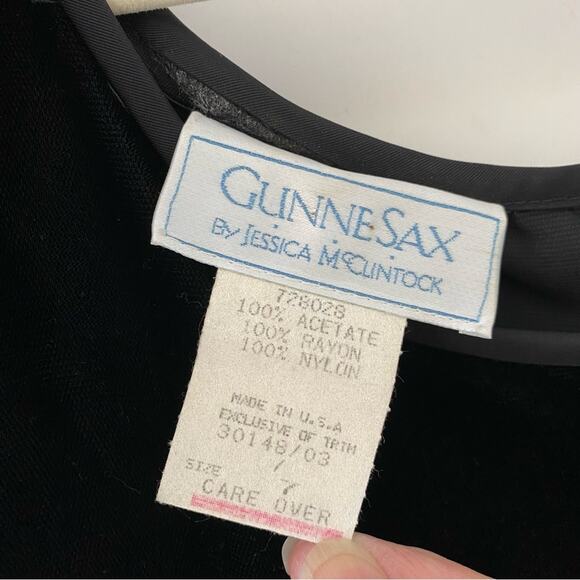 GUNNE SAX
BY JESSICA McCLINTOCK
728028
100% ACETATE
100% RAYON
100% NYLON
MADE IN U.S.A
EXCLUSIVE OF TRIM
30148/03
/
SIZE 7
CARE OVER